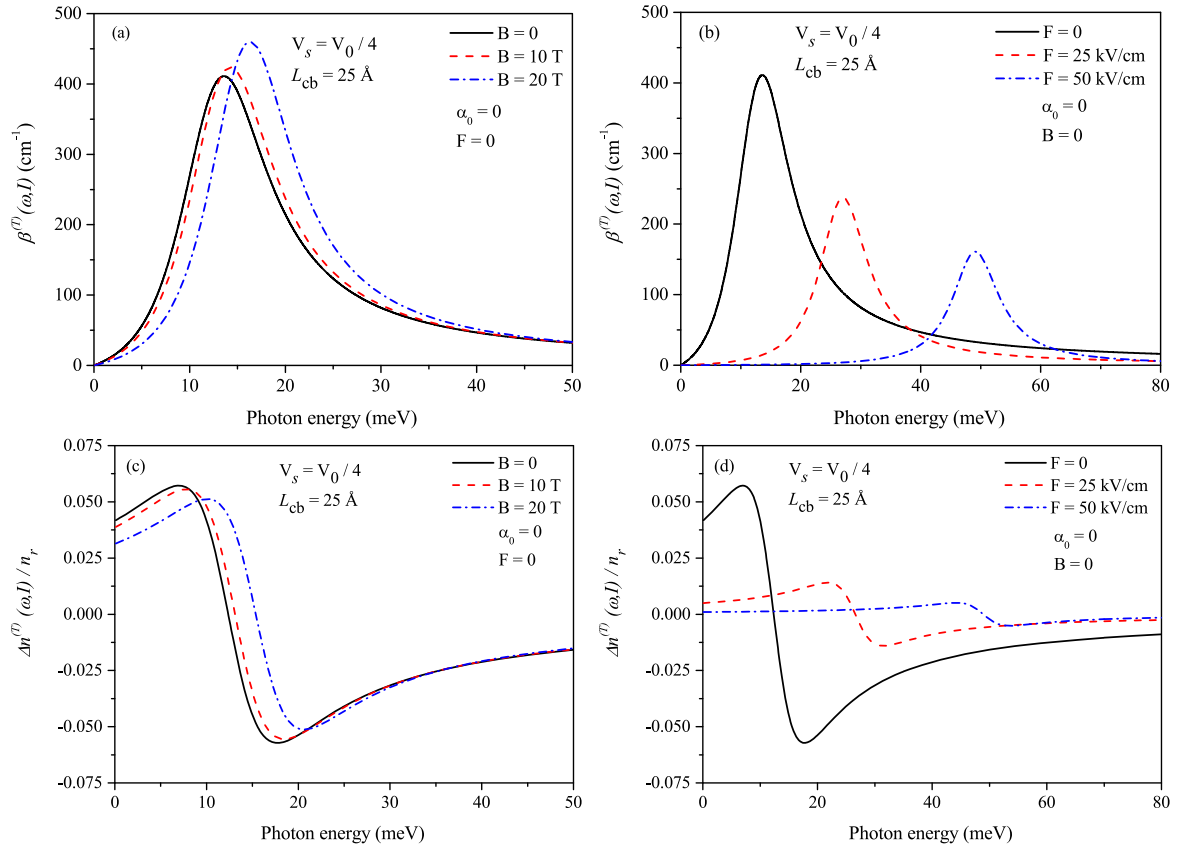 (a)
B = 0
B = 10 T
B = 20 T
V_s = V_0 / 4
L_cb = 25 Å
α_0 = 0
F = 0
500
400
300
200
100
0
β^(T)(ω,I) (cm^-1)
0 10 20 30 40 50
Photon energy (meV)
(b)
F = 0
F = 25 kV/cm
F = 50 kV/cm
V_s = V_0 / 4
L_cb = 25 Å
α_0 = 0
B = 0
500
400
300
200
100
0
β^(T)(ω,I) (cm^-1)
0 20 40 60 80
Photon energy (meV)
(c)
B = 0
B = 10 T
B = 20 T
V_s = V_0 / 4
L_cb = 25 Å
α_0 = 0
F = 0
0.075
0.050
0.025
0.000
-0.025
-0.050
-0.075
Δn^(T) (ω,I) / n_r
0 10 20 30 40 50
Photon energy (meV)
(d)
F = 0
F = 25 kV/cm
F = 50 kV/cm
V_s = V_0 / 4
L_cb = 25 Å
α_0 = 0
B = 0
0.075
0.050
0.025
0.000
-0.025
-0.050
-0.075
Δn^(T) (ω,I) / n_r
0 20 40 60 80
Photon energy (meV)